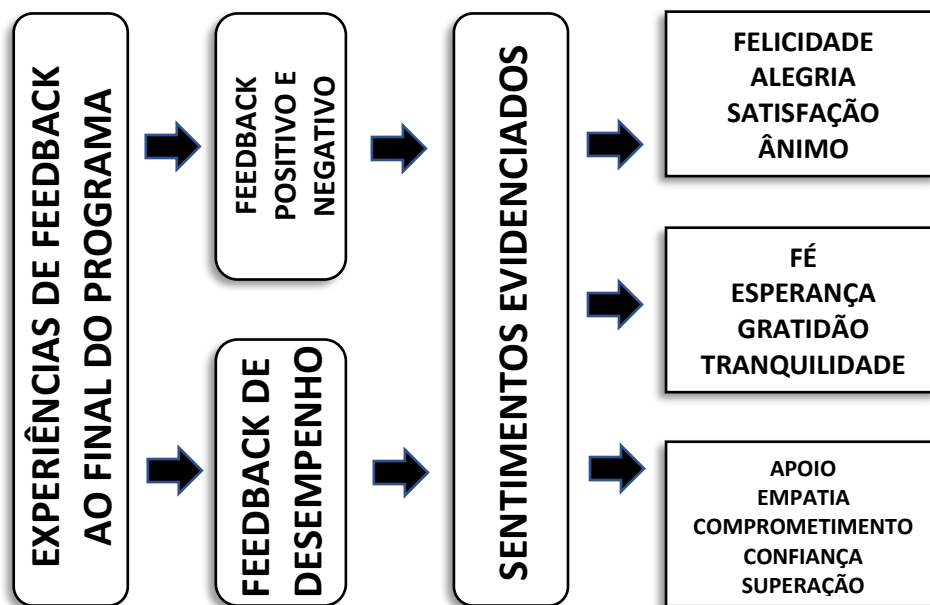 EXPERIÊNCIAS DE FEEDBACK
AO FINAL DO PROGRAMA
FEEDBACK
POSITIVO E
NEGATIVO
FEEDBACK DE
DESEMPENHO
SENTIMENTOS EVIDENCIADOS
FELICIDADE
ALEGRIA
SATISFAÇÃO
ÂNIMO
FÉ
ESPERANÇA
GRATIDÃO
TRANQUILIDADE
APOIO
EMPATIA
COMPROMETIMENTO
CONFIANÇA
SUPERAÇÃO